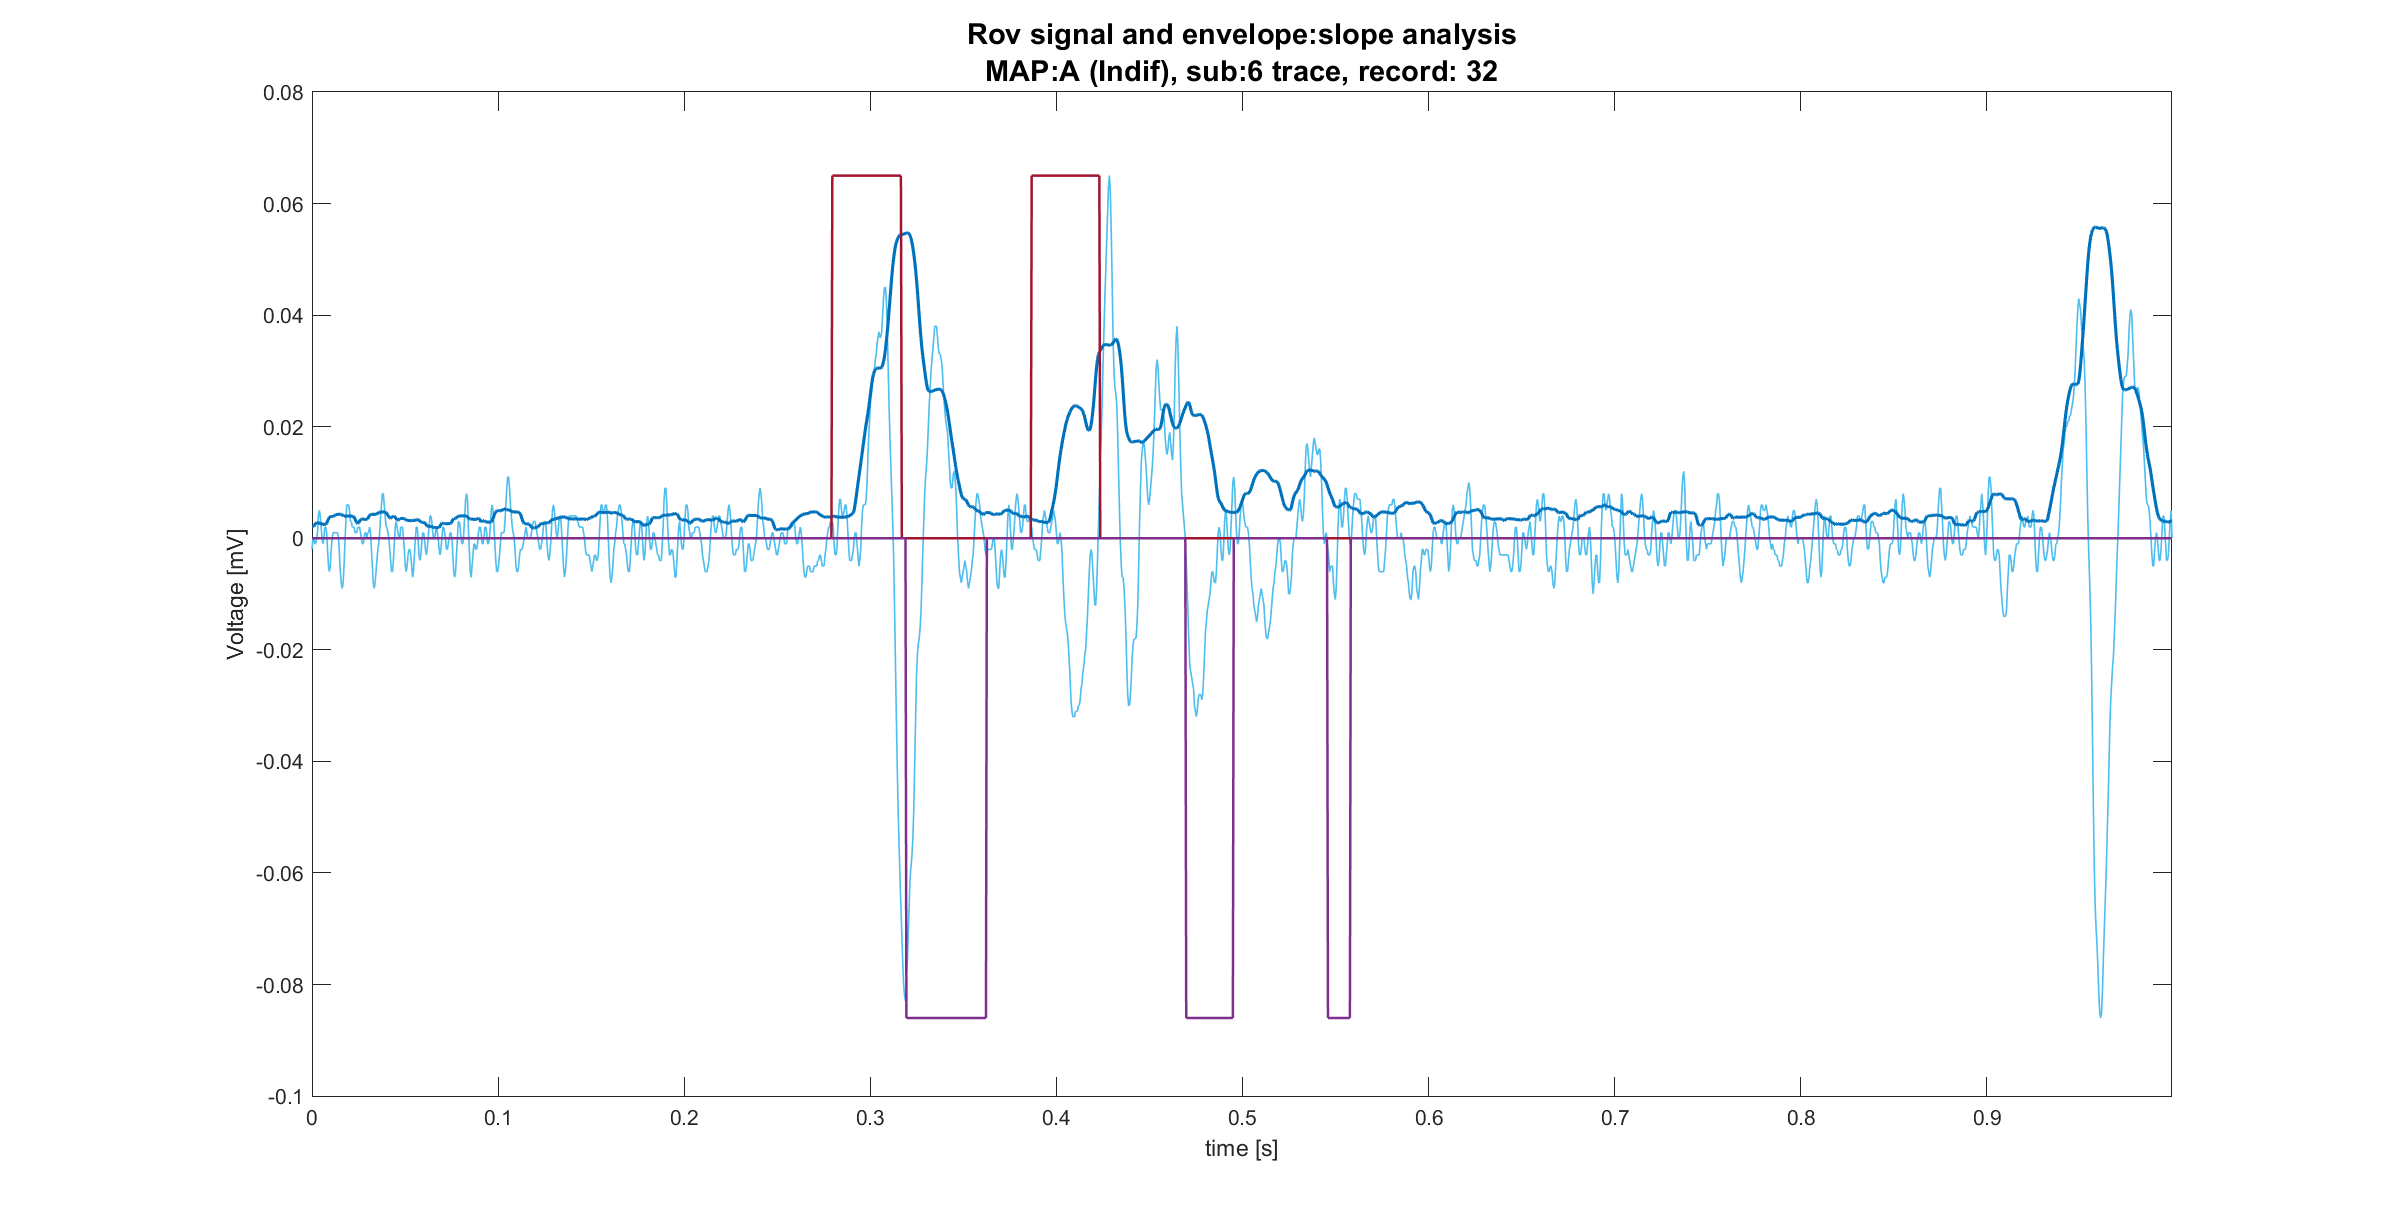 Rov signal and envelope:slope analysis
MAP:A (Indif), sub:6 trace, record: 32
0.08
0.06
0.04
0.02
0
-0.02
-0.04
-0.06
-0.08
-0.1
Voltage [mV]
0 0.1 0.2 0.3 0.4 0.5 0.6 0.7 0.8 0.9
time [s]